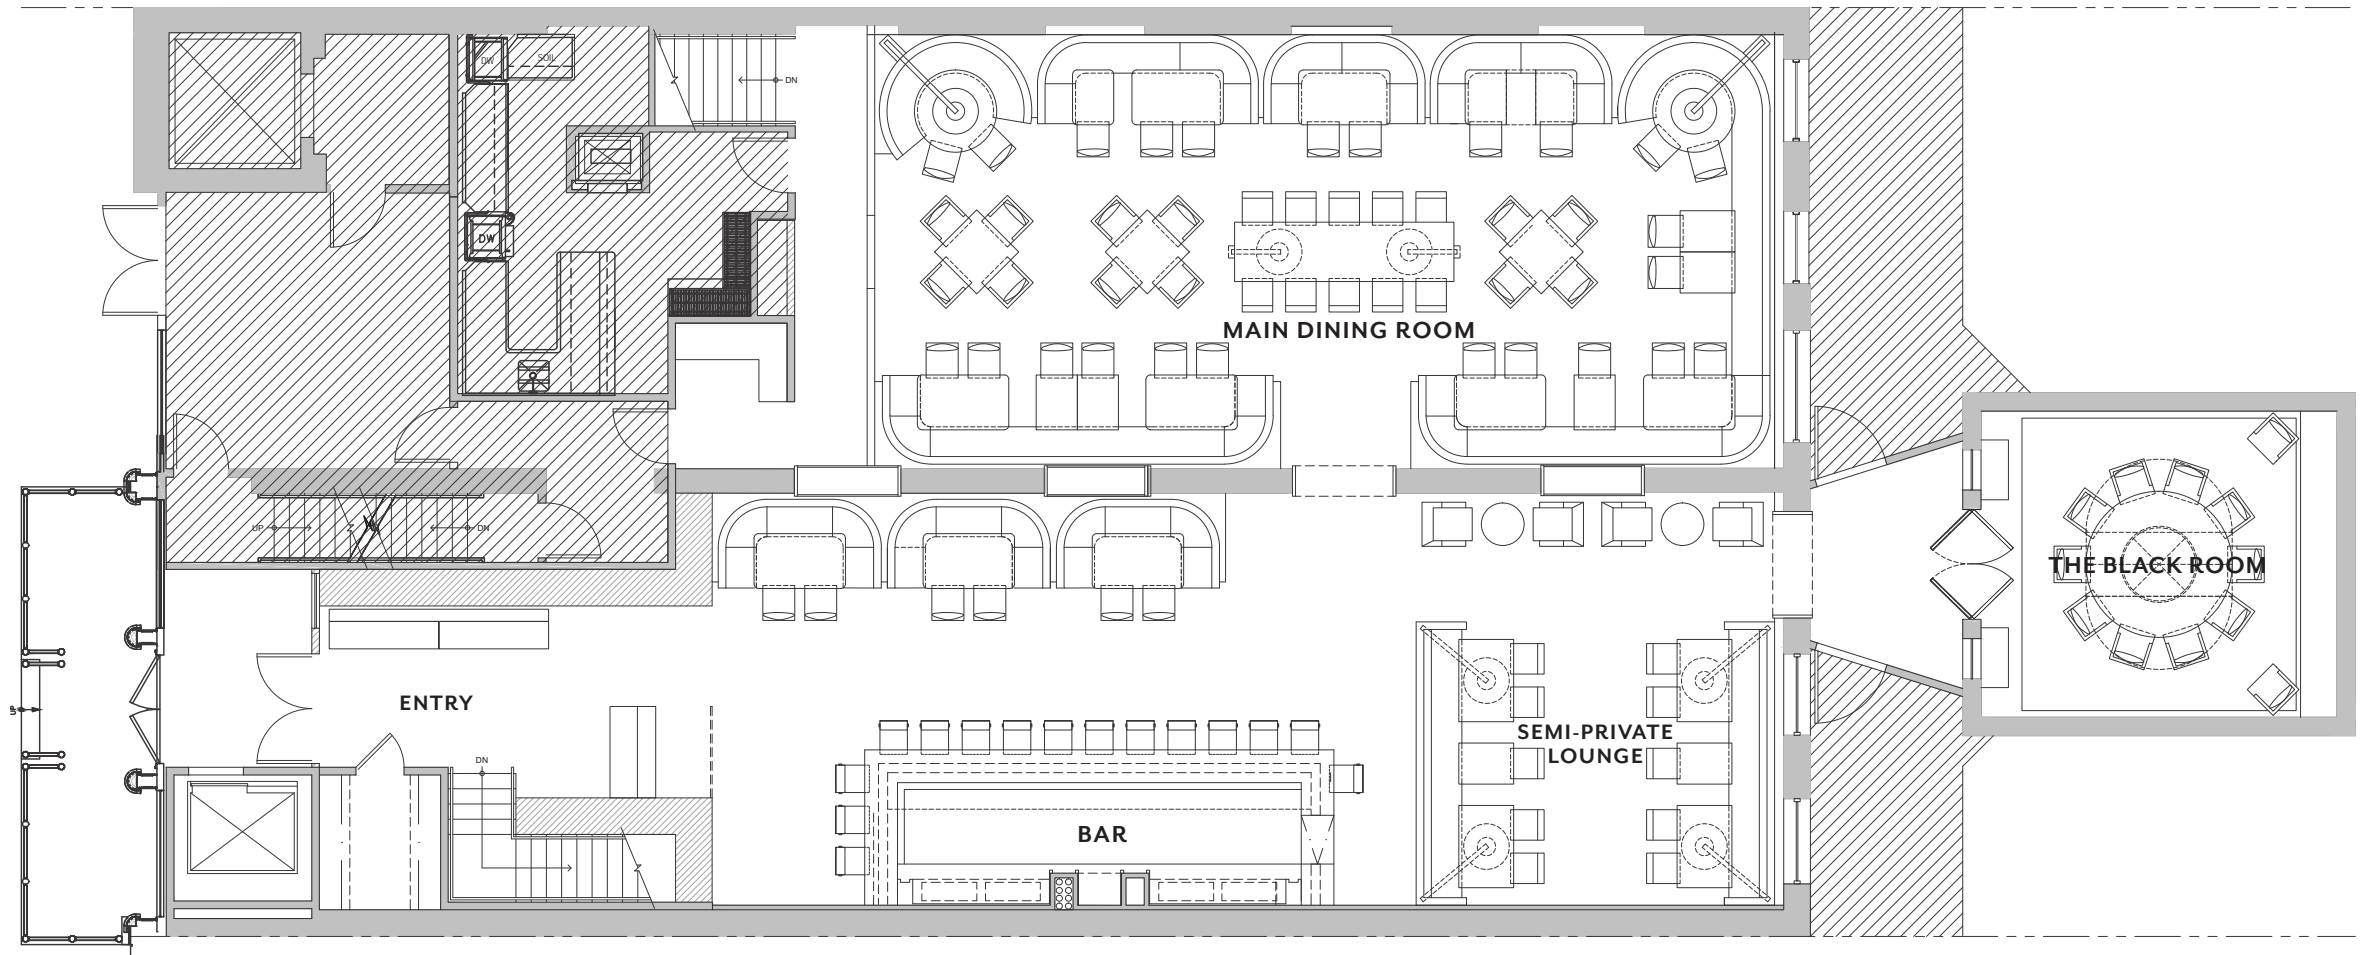 DW
SOIL
DN
DW
MAIN DINING ROOM
UP
DN
THE BLACK ROOM
ENTRY
UP
SEMI-PRIVATE
LOUNGE
DN
BAR